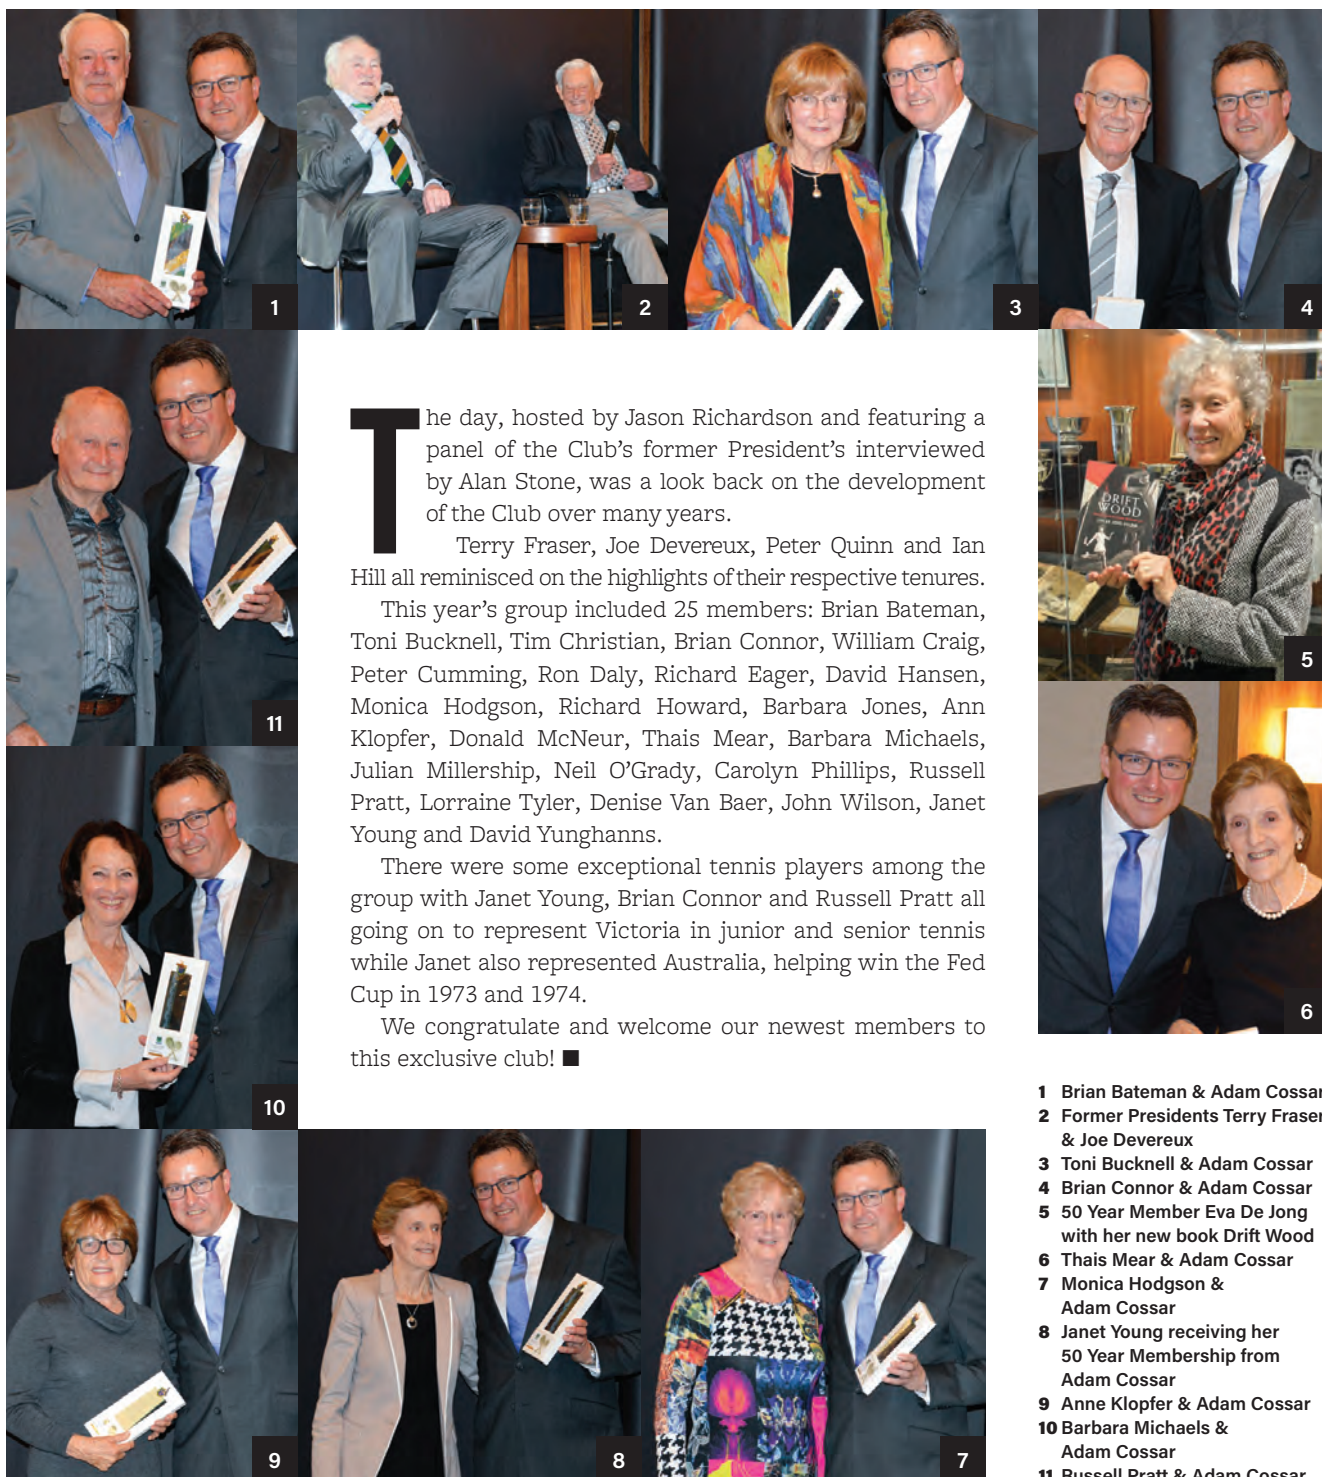 1
2
3
4
The day, hosted by Jason Richardson and featuring a
panel of the Club's former President's interviewed
by Alan Stone, was a look back on the development
of the Club over many years.
Terry Fraser, Joe Devereux, Peter Quinn and Ian
Hill all reminisced on the highlights of their respective tenures.
This year's group included 25 members: Brian Bateman,
Toni Bucknell, Tim Christian, Brian Connor, William Craig,
Peter Cumming, Ron Daly, Richard Eager, David Hansen,
Monica Hodgson, Richard Howard, Barbara Jones, Ann
Klopfer, Donald McNeur, Thais Mear, Barbara Michaels,
Julian Millership, Neil O'Grady, Carolyn Phillips, Russell
Pratt, Lorraine Tyler, Denise Van Baer, John Wilson, Janet
Young and David Yunghanns.
There were some exceptional tennis players among the
group with Janet Young, Brian Connor and Russell Pratt all
going on to represent Victoria in junior and senior tennis
while Janet also represented Australia, helping win the Fed
Cup in 1973 and 1974.
We congratulate and welcome our newest members to
this exclusive club! ■
DRIFT
WOOD
5
6
11
10
9
8
7
1 Brian Bateman & Adam Cossar
2 Former Presidents Terry Fraser
& Joe Devereux
3 Toni Bucknell & Adam Cossar
4 Brian Connor & Adam Cossar
5 50 Year Member Eva De Jong
with her new book Drift Wood
6 Thais Mear & Adam Cossar
7 Monica Hodgson &
Adam Cossar
8 Janet Young receiving her
50 Year Membership from
Adam Cossar
9 Anne Klopfer & Adam Cossar
10 Barbara Michaels &
Adam Cossar
11 Russell Pratt & Adam Cossar